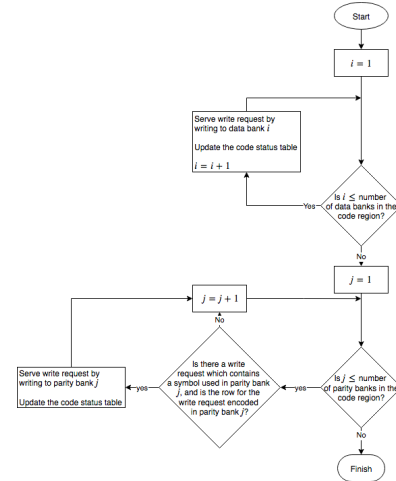 Start
i = 1
Serve write request by
writing to data bank i
Update the code status table
i = i + 1
Is i ≤ number
of data banks in the
code region?
Yes
No
j = 1
j = j + 1
No
Is there a write
request which contains
a symbol used in parity bank
j, and is the row for the
write request encoded
in parity bank j?
Serve write request by
writing to parity bank j
Update the code status table
yes
yes
Is j ≤ number
of parity banks in the
code region?
No
Finish